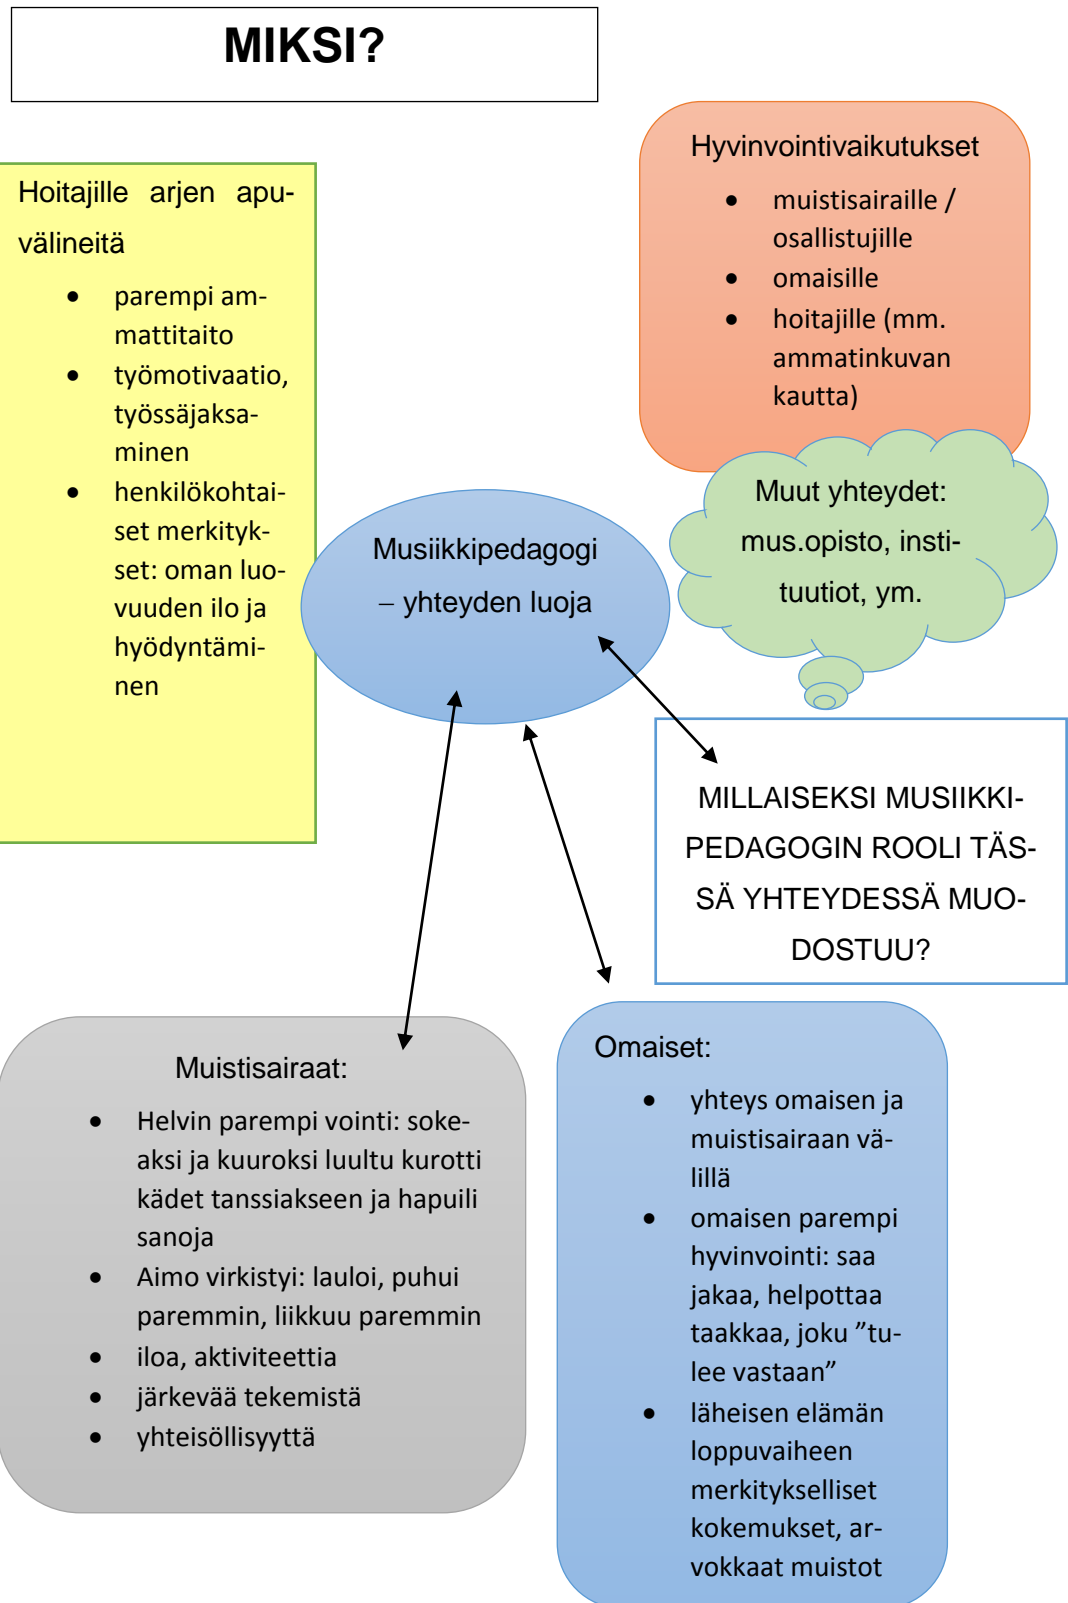 MIKSI?
Hyvinvointivaikutukset
• muistisairaille /
osallistujille
• omaisille
• hoitajille (mm.
ammatinkuvan
kautta)
Hoitajille arjen apu-
välineitä
• parempi am-
mattitaito
• työmotivaatio,
työssäjaksa-
minen
• henkilökohtai-
set merkityk-
set: oman luo-
vuuden ilo ja
hyödyntämi-
nen
Musiikkipedagogi
– yhteyden luoja
Muut yhteydet:
mus.opisto, insti-
tuutiot, ym.
MILLAISEKSI MUSIIKKI-
PEDAGOGIN ROOLI TÄS-
SÄ YHTEYDESSÄ MUO-
DOSTUU?
Muistisairaat:
• Helvin parempi vointi: soke-
aksi ja kuuroksi luultu kurotti
kädet tanssiakseen ja hapuili
sanoja
• Aimo virkistyi: lauloi, puhui
paremmin, liikkuu paremmin
• iloa, aktiviteettia
• järkevää tekemistä
• yhteisöllisyyttä
Omaiset:
• yhteys omaisen ja
muistisairaan vä-
lillä
• omaisen parempi
hyvinvointi: saa
jakaa, helpottaa
taakkaa, joku ”tu-
lee vastaan”
• läheisen elämän
loppuvaiheen
merkitykselliset
kokemukset, ar-
vokkaat muistot